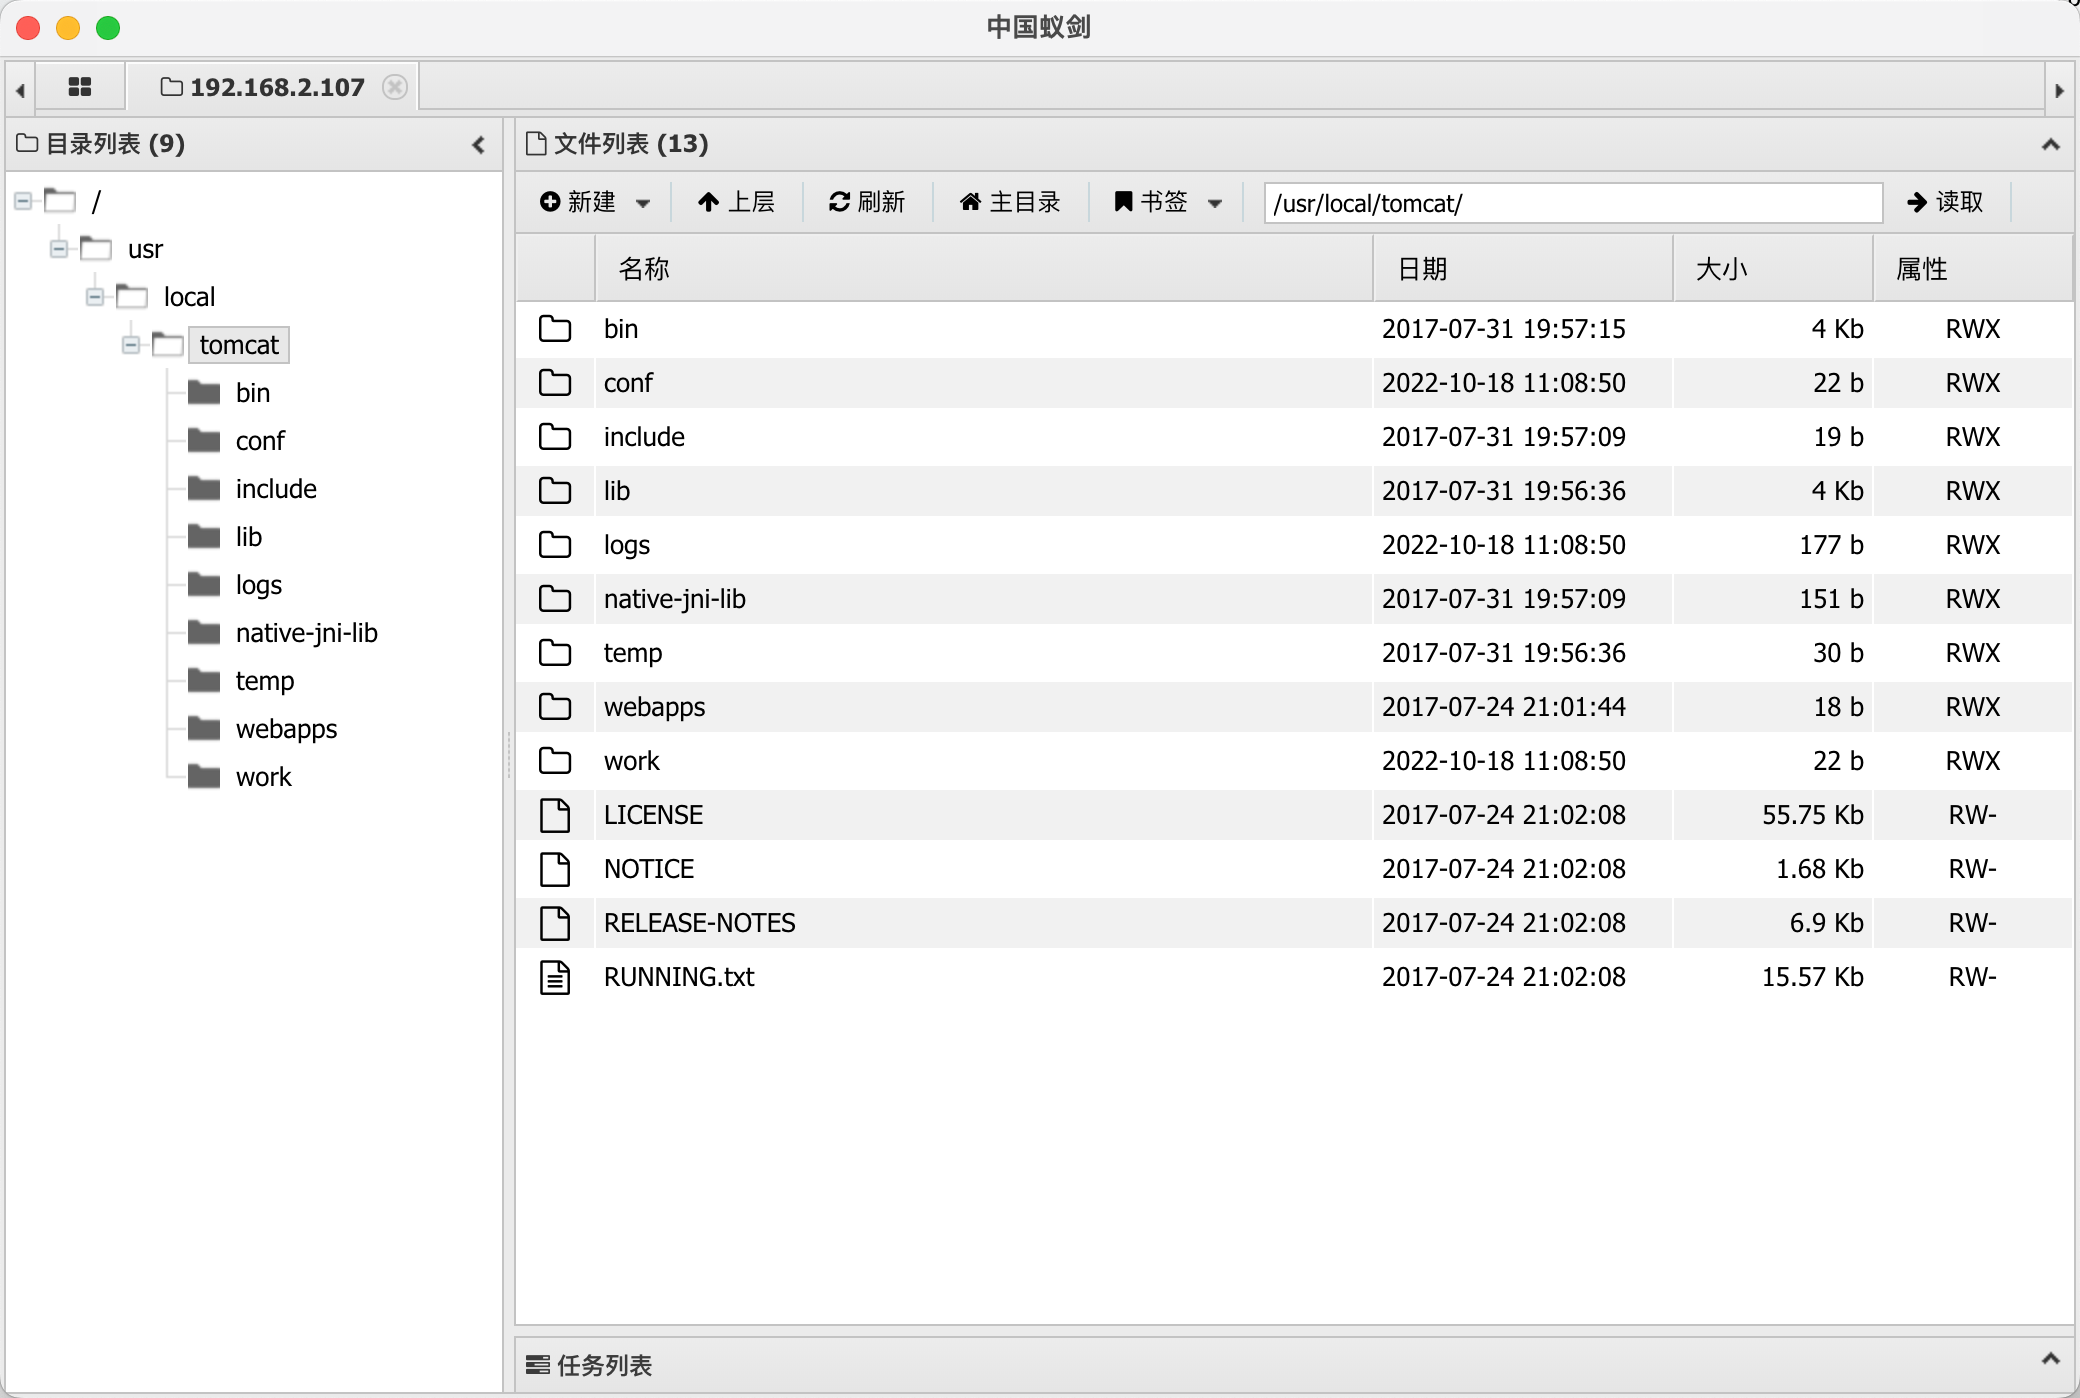 中国蚁剑
192.168.2.107
目录列表 (9)
/
usr
local
tomcat
bin
conf
include
lib
logs
native-jni-lib
temp
webapps
work
文件列表 (13)
新建 上层 刷新 主目录 书签 /usr/local/tomcat/ 读取
名称 日期 大小 属性
bin 2017-07-31 19:57:15 4 Kb RWX
conf 2022-10-18 11:08:50 22 b RWX
include 2017-07-31 19:57:09 19 b RWX
lib 2017-07-31 19:56:36 4 Kb RWX
logs 2022-10-18 11:08:50 177 b RWX
native-jni-lib 2017-07-31 19:57:09 151 b RWX
temp 2017-07-31 19:56:36 30 b RWX
webapps 2017-07-24 21:01:44 18 b RWX
work 2022-10-18 11:08:50 22 b RWX
LICENSE 2017-07-24 21:02:08 55.75 Kb RW-
NOTICE 2017-07-24 21:02:08 1.68 Kb RW-
RELEASE-NOTES 2017-07-24 21:02:08 6.9 Kb RW-
RUNNING.txt 2017-07-24 21:02:08 15.57 Kb RW-
任务列表